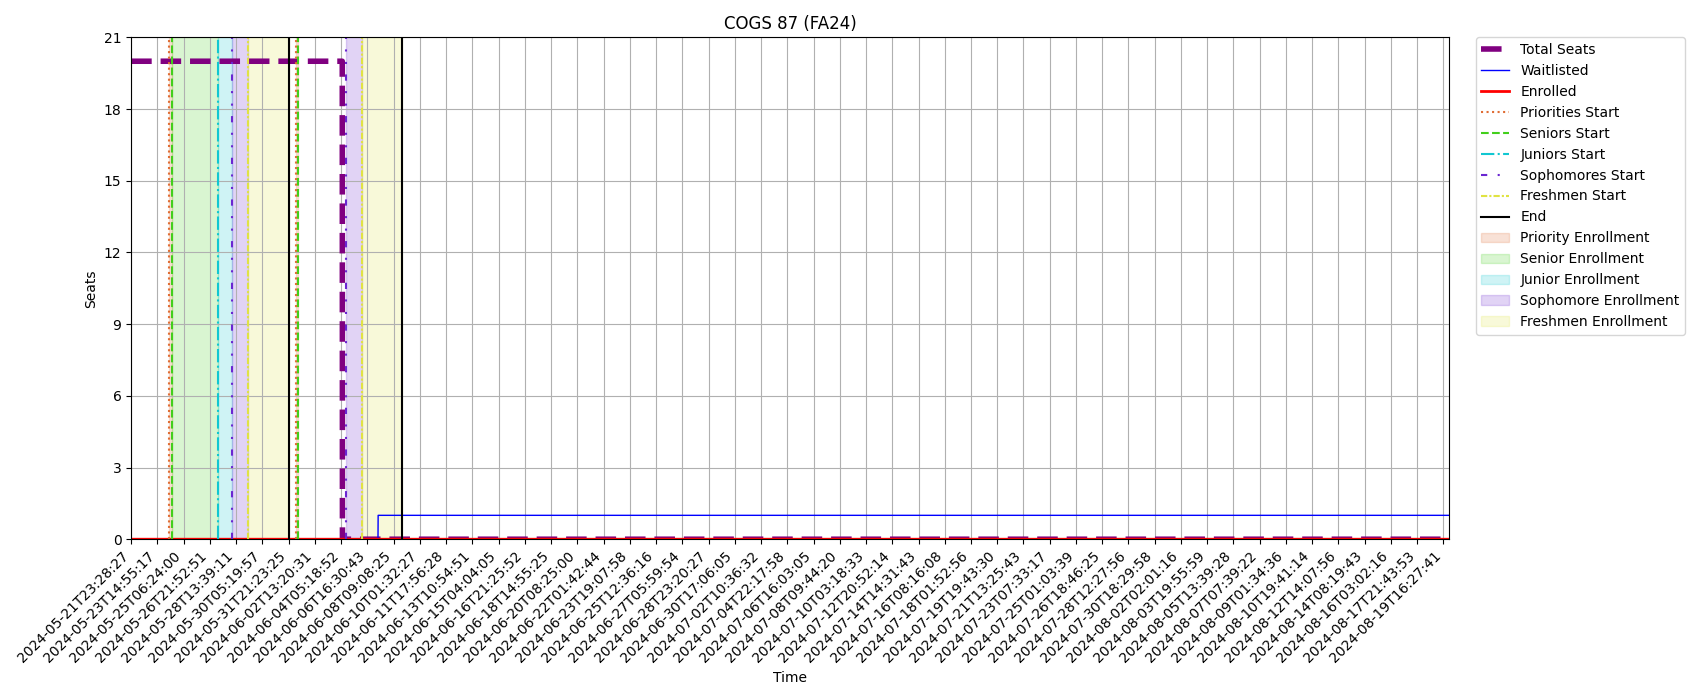 COGS 87 (FA24)
21
18
15
12
9
6
3
0
Seats
2024-05-21T23:28:27
2024-05-23T14:55:17
2024-05-25T06:24:00
2024-05-26T21:52:51
2024-05-28T13:39:11
2024-05-30T05:19:57
2024-05-31T21:23:25
2024-06-02T13:20:31
2024-06-04T05:18:52
2024-06-06T16:30:43
2024-06-08T09:08:25
2024-06-10T01:32:27
2024-06-11T17:56:28
2024-06-13T10:54:51
2024-06-15T04:04:05
2024-06-16T21:25:52
2024-06-18T14:55:25
2024-06-20T08:25:00
2024-06-22T01:42:44
2024-06-23T19:07:58
2024-06-25T12:36:16
2024-06-27T05:59:54
2024-06-28T23:20:27
2024-06-30T17:06:05
2024-07-02T10:36:32
2024-07-04T22:17:58
2024-07-06T16:03:05
2024-07-08T09:44:20
2024-07-10T03:18:33
2024-07-12T20:52:14
2024-07-14T14:31:43
2024-07-16T08:16:08
2024-07-18T01:52:56
2024-07-19T19:43:30
2024-07-21T13:25:43
2024-07-23T07:33:17
2024-07-25T01:03:39
2024-07-26T18:46:25
2024-07-28T12:27:56
2024-07-30T18:29:58
2024-08-02T02:01:16
2024-08-03T19:55:59
2024-08-05T13:39:28
2024-08-07T07:39:22
2024-08-09T01:34:36
2024-08-10T19:41:14
2024-08-12T14:07:56
2024-08-14T08:19:43
2024-08-16T03:02:16
2024-08-17T21:43:53
2024-08-19T16:27:41
Time
Total Seats
Waitlisted
Enrolled
Priorities Start
Seniors Start
Juniors Start
Sophomores Start
Freshmen Start
End
Priority Enrollment
Senior Enrollment
Junior Enrollment
Sophomore Enrollment
Freshmen Enrollment